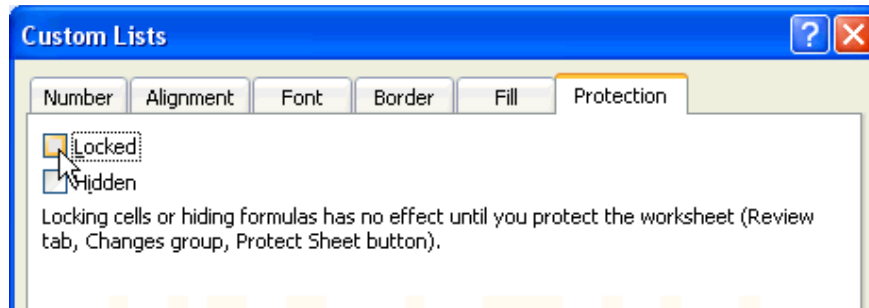 Custom Lists
Number Alignment Font Border Fill Protection
Locked
Hidden
Locking cells or hiding formulas has no effect until you protect the worksheet (Review
tab, Changes group, Protect Sheet button).